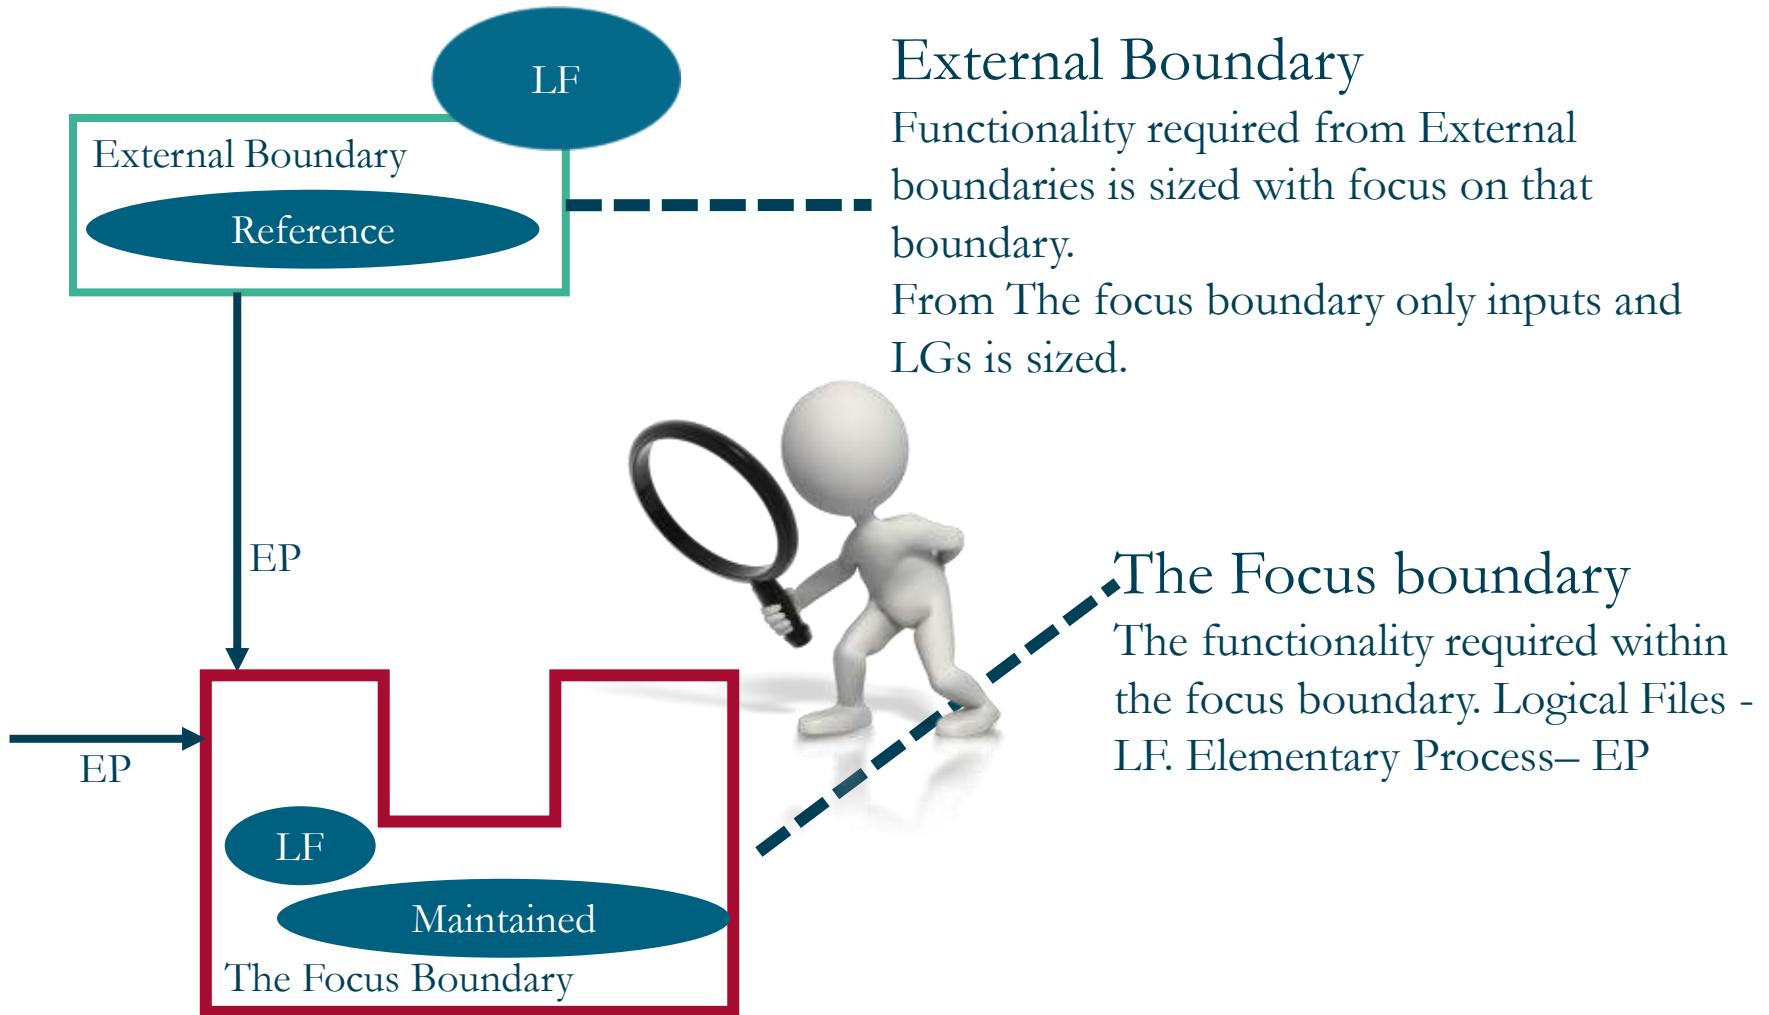 LF
External Boundary
Reference
External Boundary
Functionality required from External
boundaries is sized with focus on that
boundary.
From The focus boundary only inputs and
LGs is sized.
EP
EP
The Focus boundary
The functionality required within
the focus boundary. Logical Files -
LF. Elementary Process– EP
LF
Maintained
The Focus Boundary